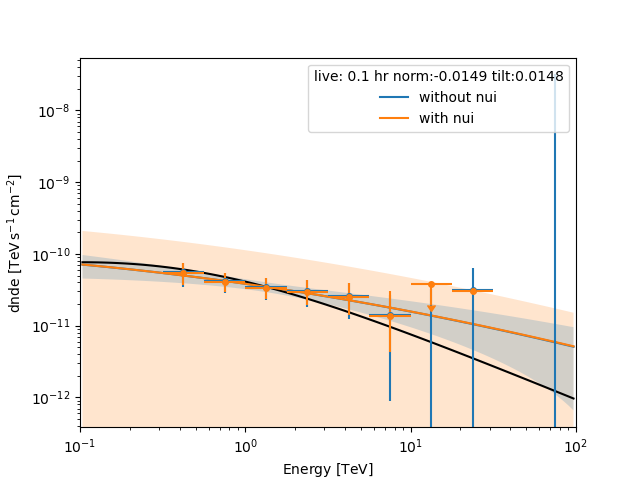 live: 0.1 hr norm:-0.0149 tilt:0.0148
without nui
with nui
dnde [TeV s⁻¹ cm⁻²]
10⁻⁸
10⁻⁹
10⁻¹⁰
10⁻¹¹
10⁻¹²
10⁻¹ 10⁰ 10¹ 10²
Energy [TeV]